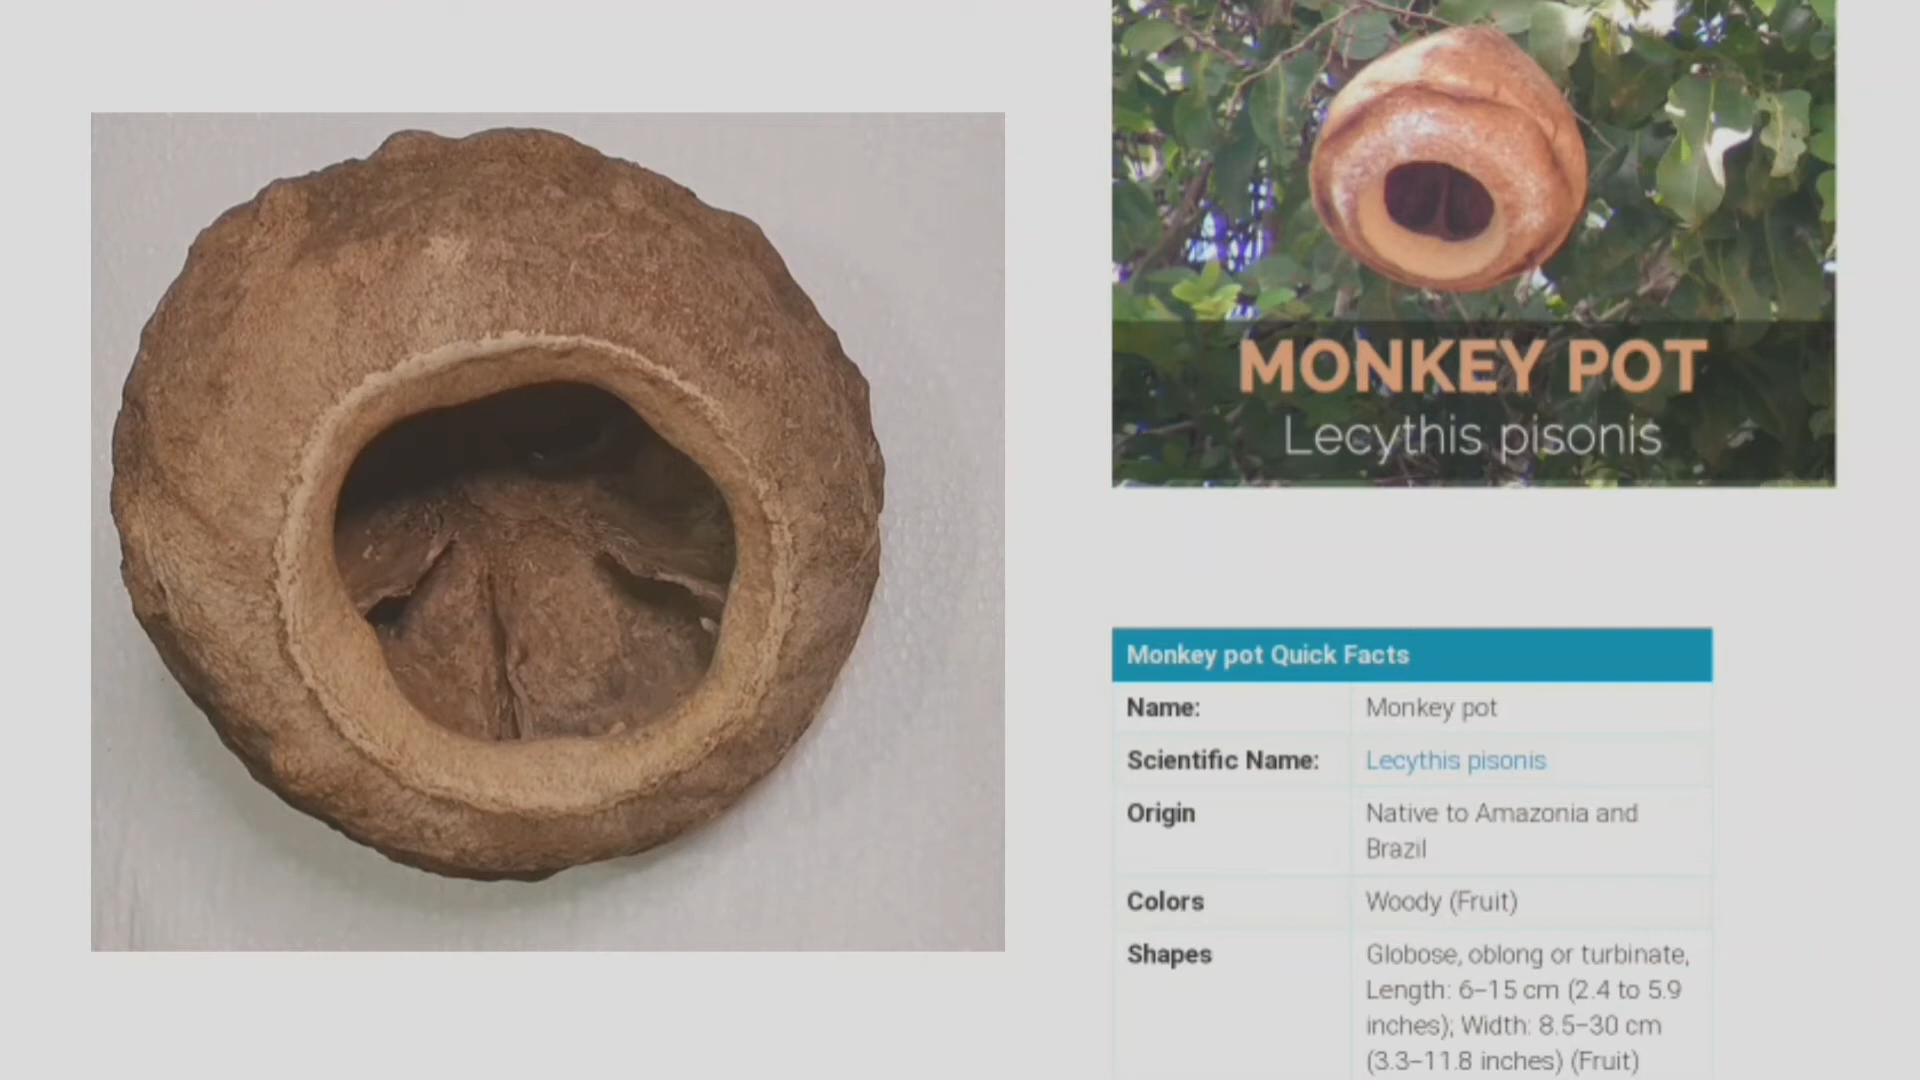 MONKEY POT
Lecythis pisonis
Monkey pot Quick Facts
Name: Monkey pot
Scientific Name: Lecythis pisonis
Origin Native to Amazonia and
Brazil
Colors Woody (Fruit)
Shapes Globose, oblong or turbinate,
Length: 6–15 cm (2.4 to 5.9
inches); Width: 8.5–30 cm
(3.3–11.8 inches) (Fruit)